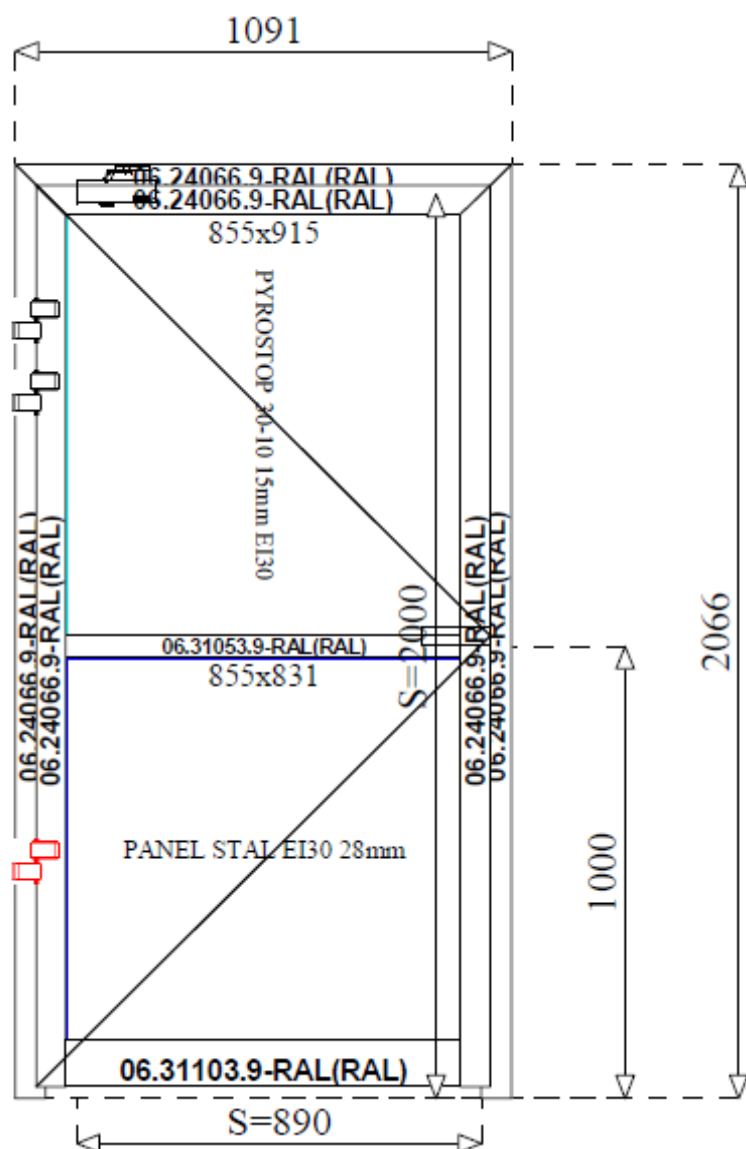 1091
06.24066.9-RAL(RAL)
06.24066.9-RAL(RAL)
855x915
PYROSTOP 30-10 15mm EI30
06.24066.9-RAL(RAL)
06.24066.9-RAL(RAL)
S=2000
06.24066.9-RAL(RAL)
06.24066.9-RAL(RAL)
2066
06.31053.9-RAL(RAL)
855x831
PANEL STAL EI30 28mm
1000
06.31103.9-RAL(RAL)
S=890